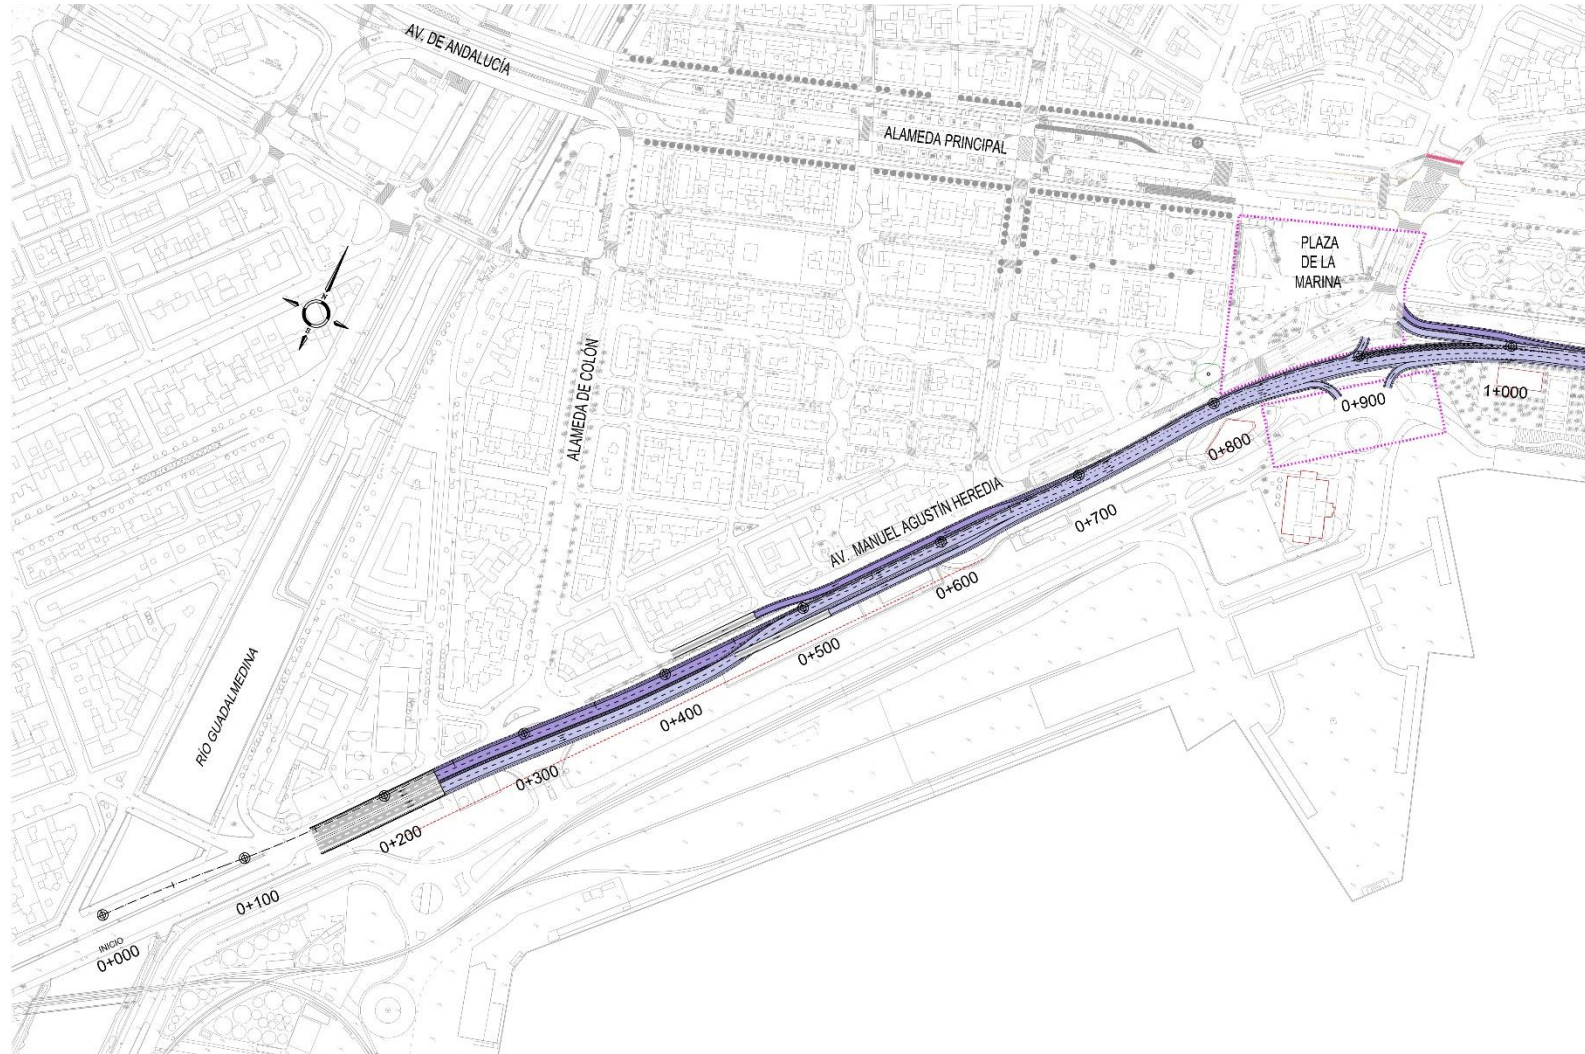 AV. DE ANDALUCÍA
ALAMEDA PRINCIPAL
PLAZA
DE LA
MARINA
ALAMEDA DE COLÓN
AV. MANUEL AGUSTÍN HEREDIA
RÍO GUADALMEDINA
INICIO
0+000
0+100
0+200
0+300
0+400
0+500
0+600
0+700
0+800
0+900
1+000